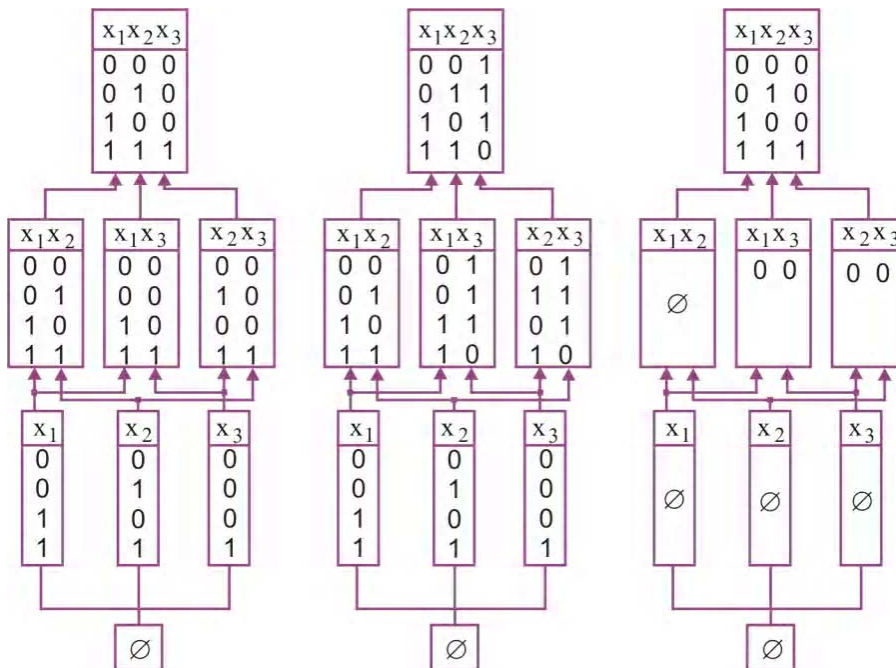 x₁x₂x₃ x₁x₂x₃ x₁x₂x₃
0 0 0 0 0 1 0 0 0
0 1 0 0 1 1 0 1 0
1 0 0 1 0 1 1 0 0
1 1 1 1 1 0 1 1 1
x₁x₂ x₁x₃ x₂x₃ x₁x₂ x₁x₃ x₂x₃ x₁x₂ x₁x₃ x₂x₃
0 0 0 0 0 0 0 0 0 1 0 1 0 0 0 0
0 1 0 0 1 0 0 1 0 1 1 1 ∅
1 0 1 0 0 0 1 0 1 1 0 1
1 1 1 1 1 1 1 1 1 0 1 0
x₁ x₂ x₃ x₁ x₂ x₃ x₁ x₂ x₃
0 0 0 0 0 0
0 1 0 0 1 0 ∅ ∅ ∅
1 0 0 1 0 0
1 1 1 1 1 1
∅ ∅ ∅